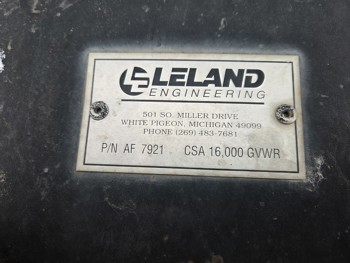 LELAND
ENGINEERING
501 SO. MILLER DRIVE
WHITE PIGEON, MICHIGAN 49099
PHONE (269) 483-7681
P/N AF 7921 CSA 16,000 GVWR